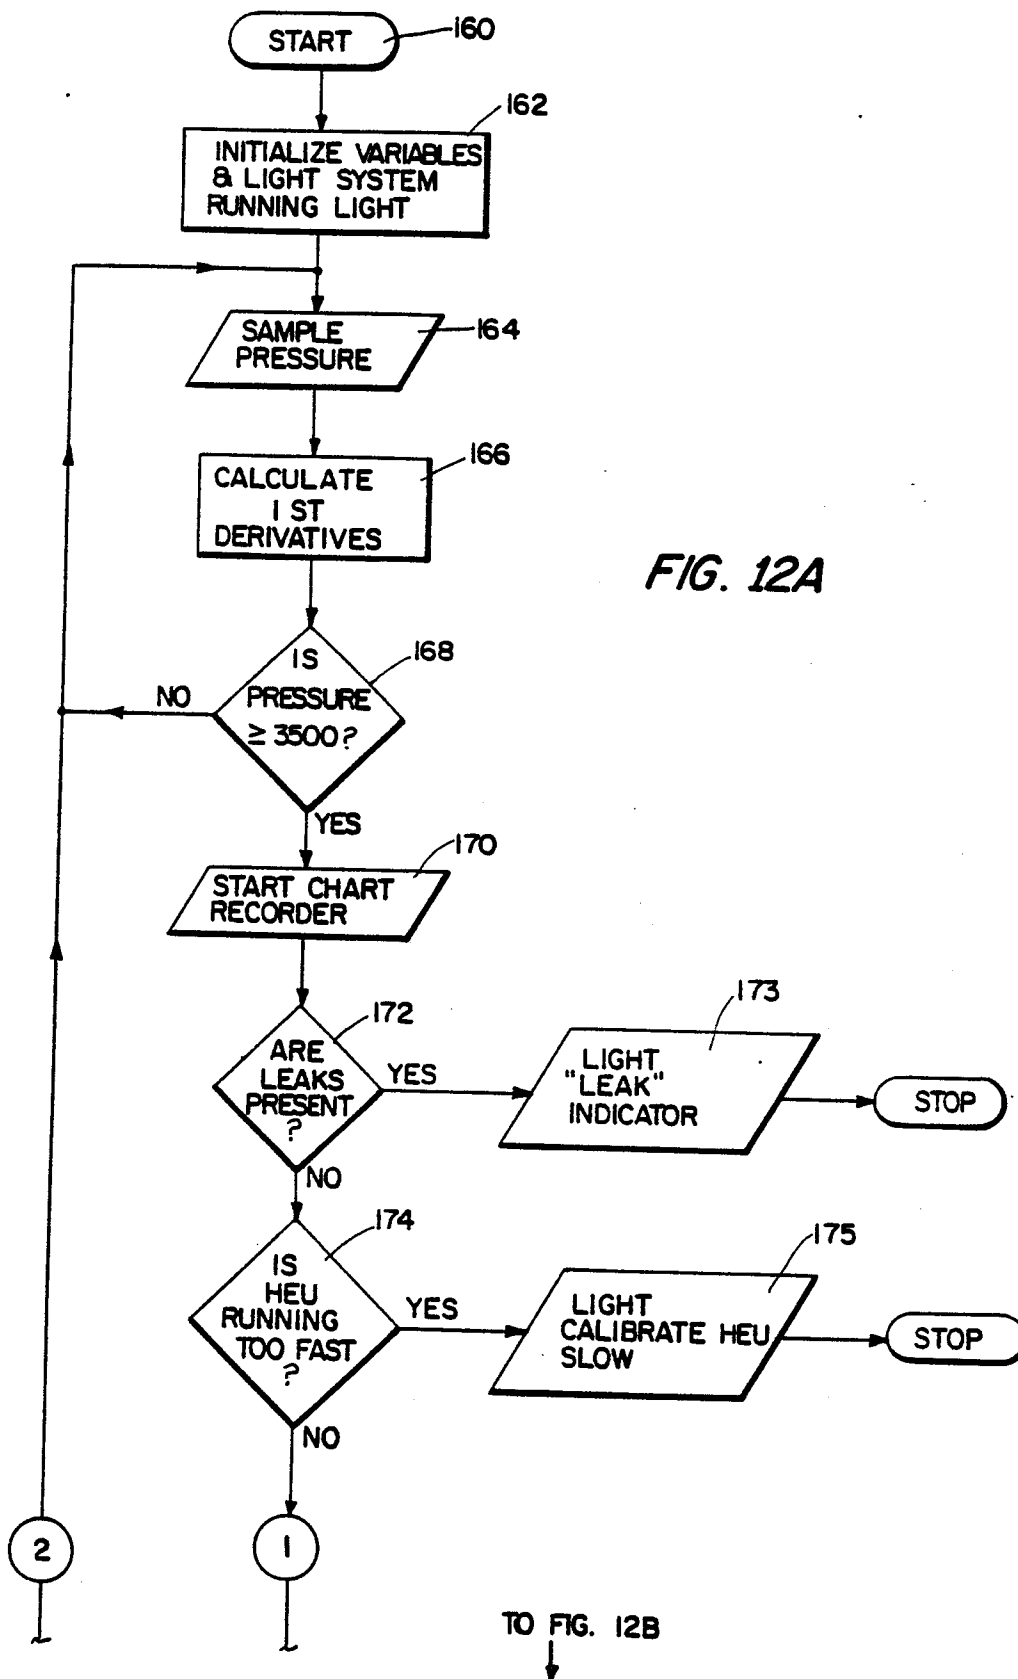 START
160
162
INITIALIZE VARIABLES
& LIGHT SYSTEM
RUNNING LIGHT
SAMPLE
PRESSURE
164
CALCULATE
1 ST
DERIVATIVES
166
FIG. 12A
IS
PRESSURE
≥ 3500?
168
NO
YES
170
START CHART
RECORDER
172
ARE
LEAKS
PRESENT
?
YES
173
LIGHT
"LEAK"
INDICATOR
STOP
NO
174
IS
HEU
RUNNING
TOO FAST
?
YES
175
LIGHT
CALIBRATE HEU
SLOW
STOP
NO
2
1
TO FIG. 12B